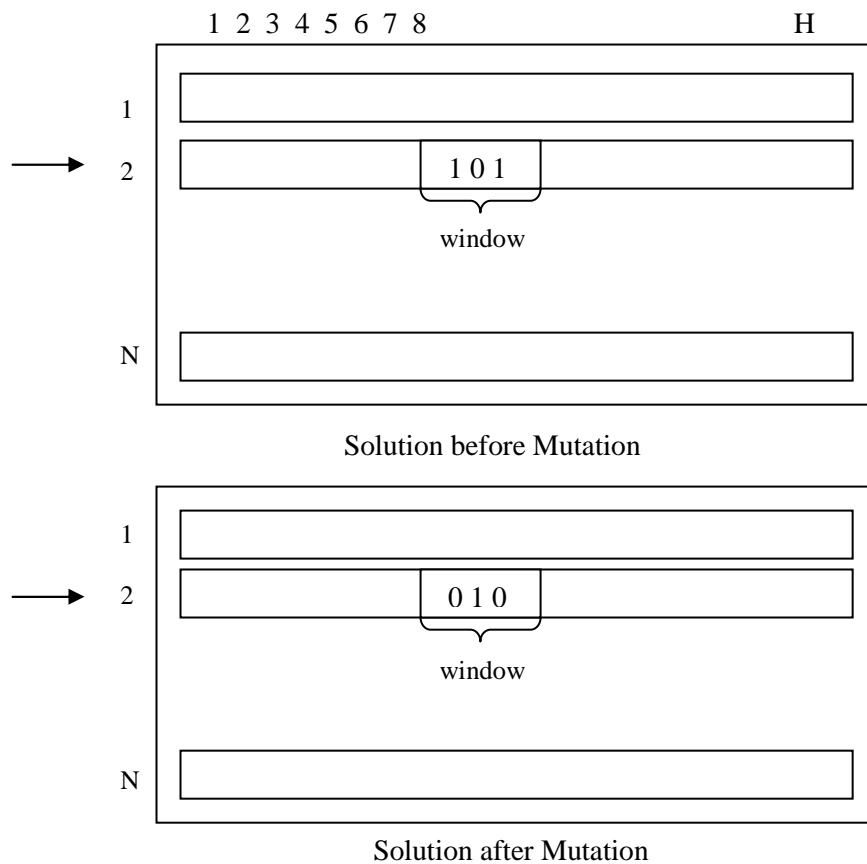 1 2 3 4 5 6 7 8 H
1
2 1 0 1
window
N
Solution before Mutation
1
2 0 1 0
window
N
Solution after Mutation